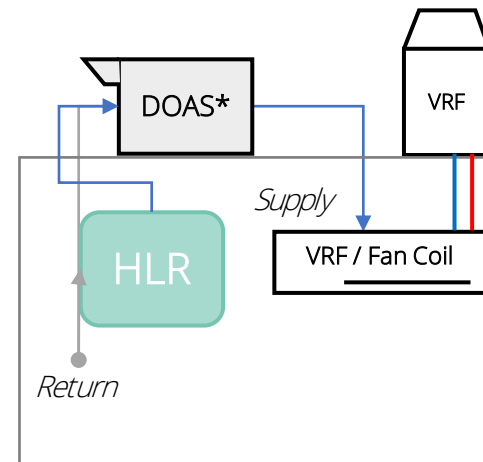 DOAS*
VRF
Supply
VRF / Fan Coil
HLR
Return